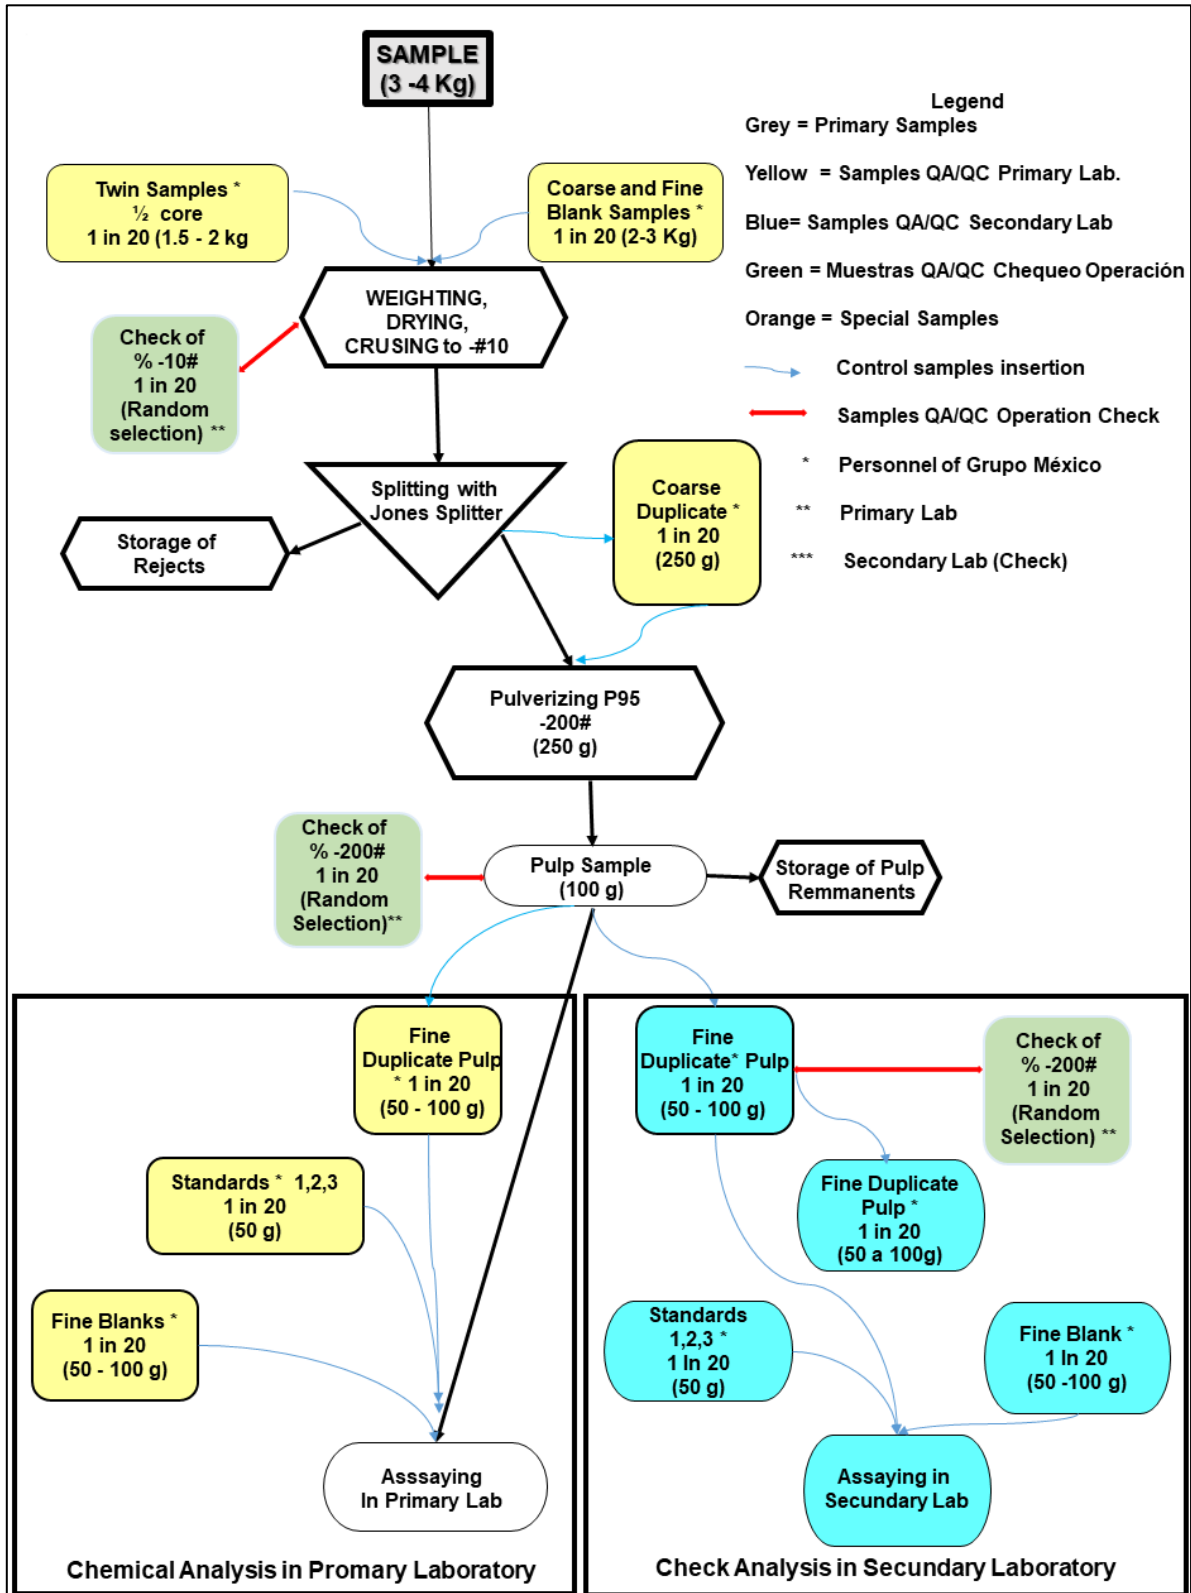 SAMPLE
(3 -4 Kg)
Legend
Grey = Primary Samples
Yellow = Samples QA/QC Primary Lab.
Blue= Samples QA/QC Secondary Lab
Green = Muestras QA/QC Chequeo Operación
Orange = Special Samples
Control samples insertion
Samples QA/QC Operation Check
* Personnel of Grupo México
** Primary Lab
*** Secondary Lab (Check)
Twin Samples *
½ core
1 in 20 (1.5 - 2 kg
Coarse and Fine
Blank Samples *
1 in 20 (2-3 Kg)
WEIGHTING,
DRYING,
CRUSING to -#10
Check of
% -10#
1 in 20
(Random
selection) **
Splitting with
Jones Splitter
Coarse
Duplicate *
1 in 20
(250 g)
Storage of
Rejects
Pulverizing P95
-200#
(250 g)
Check of
% -200#
1 in 20
(Random
Selection)**
Pulp Sample
(100 g)
Storage of Pulp
Remmanents
Fine
Duplicate Pulp
* 1 in 20
(50 - 100 g)
Standards * 1,2,3
1 in 20
(50 g)
Fine Blanks *
1 in 20
(50 - 100 g)
Asssaying
In Primary Lab
Chemical Analysis in Promary Laboratory
Fine
Duplicate* Pulp
1 in 20
(50 - 100 g)
Check of
% -200#
1 in 20
(Random
Selection) **
Fine Duplicate
Pulp *
1 in 20
(50 a 100g)
Standards
1,2,3 *
1 In 20
(50 g)
Fine Blank *
1 In 20
(50 -100 g)
Assaying in
Secundary Lab
Check Analysis in Secundary Laboratory